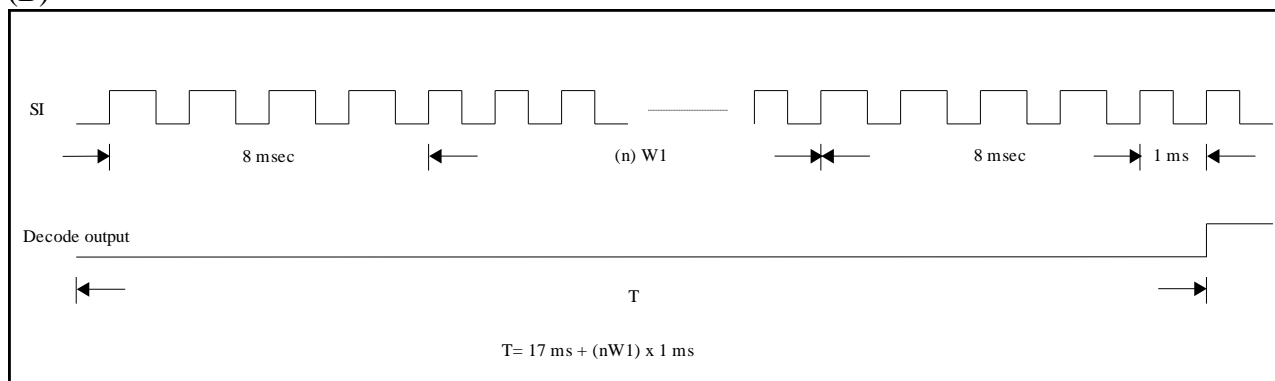 SI
8 msec
(n) W1
8 msec
1 ms
Decode output
T
T= 17 ms + (nW1) x 1 ms